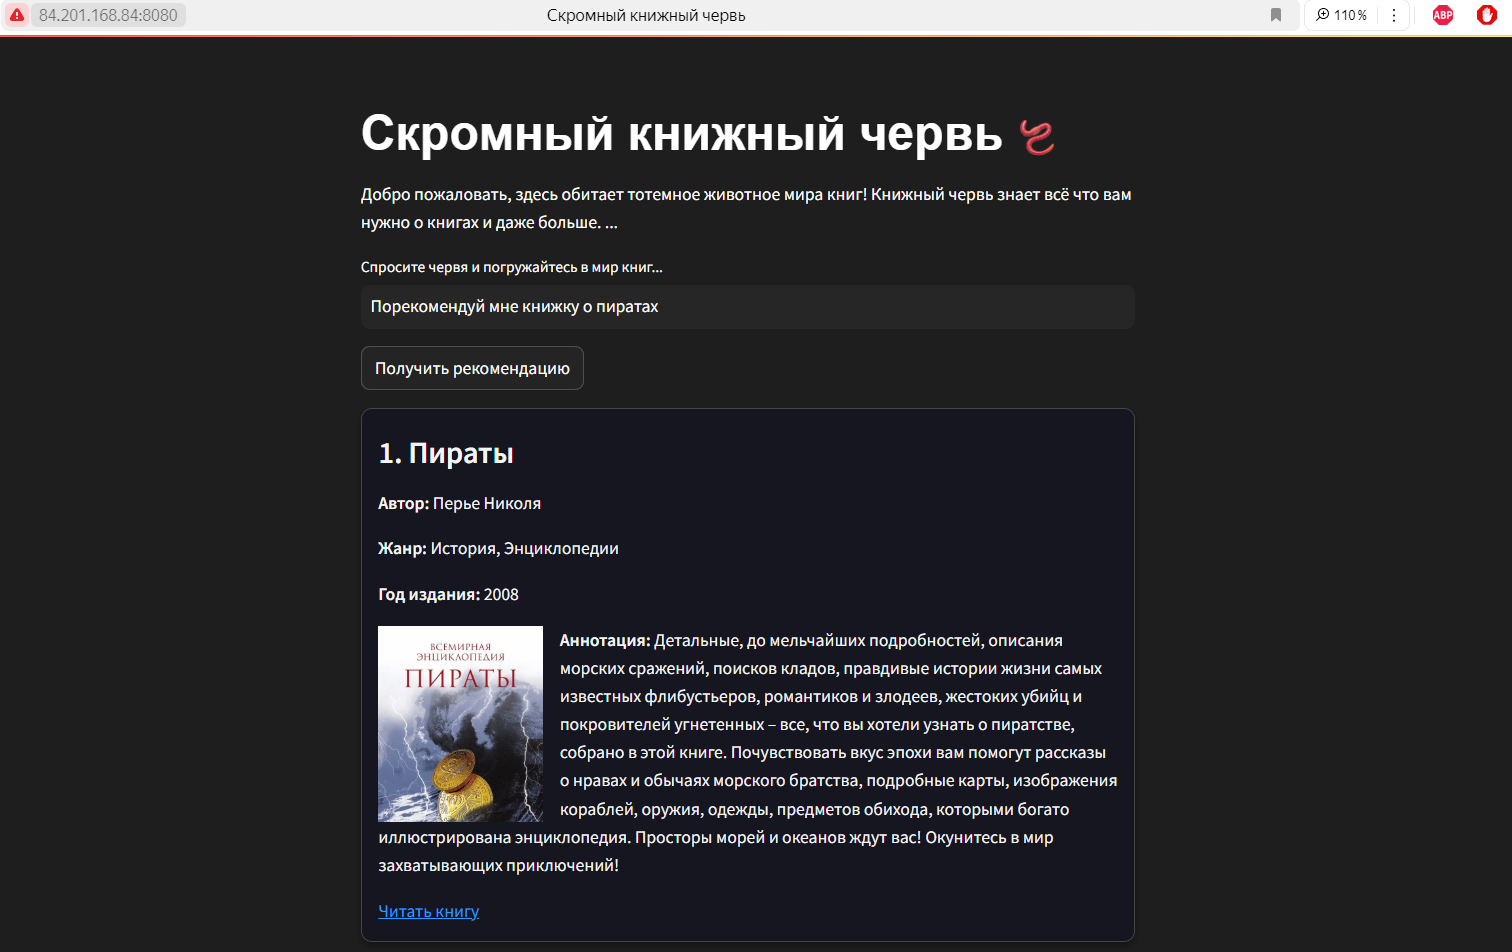 84.201.168.84:8080
Скромный книжный червь
110 %
ABP
Скромный книжный червь
Добро пожаловать, здесь обитает тотемное животное мира книг! Книжный червь знает всё что вам
нужно о книгах и даже больше. ...
Спросите червя и погружайтесь в мир книг...
Порекомендуй мне книжку о пиратах
Получить рекомендацию
1. Пираты
Автор: Перье Николя
Жанр: История, Энциклопедии
Год издания: 2008
ВСЕМИРНАЯ
ЭНЦИКЛОПЕДИЯ
ПИРАТЫ
Аннотация: Детальные, до мельчайших подробностей, описания
морских сражений, поисков кладов, правдивые истории жизни самых
известных флибустьеров, романтиков и злодеев, жестоких убийц и
покровителей угнетенных – все, что вы хотели узнать о пиратстве,
собрано в этой книге. Почувствовать вкус эпохи вам помогут рассказы
о нравах и обычаях морского братства, подробные карты, изображения
кораблей, оружия, одежды, предметов обихода, которыми богато
иллюстрирована энциклопедия. Просторы морей и океанов ждут вас! Окунитесь в мир
захватывающих приключений!
Читать книгу